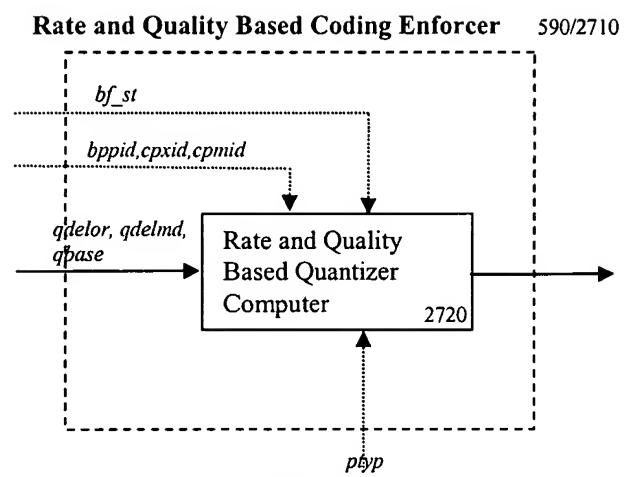 Rate and Quality Based Coding Enforcer 590/2710
bf_st
bppid,cpxid,cpmid
qdelor, qdelmd,
qbase
Rate and Quality
Based Quantizer
Computer
2720
ptyp